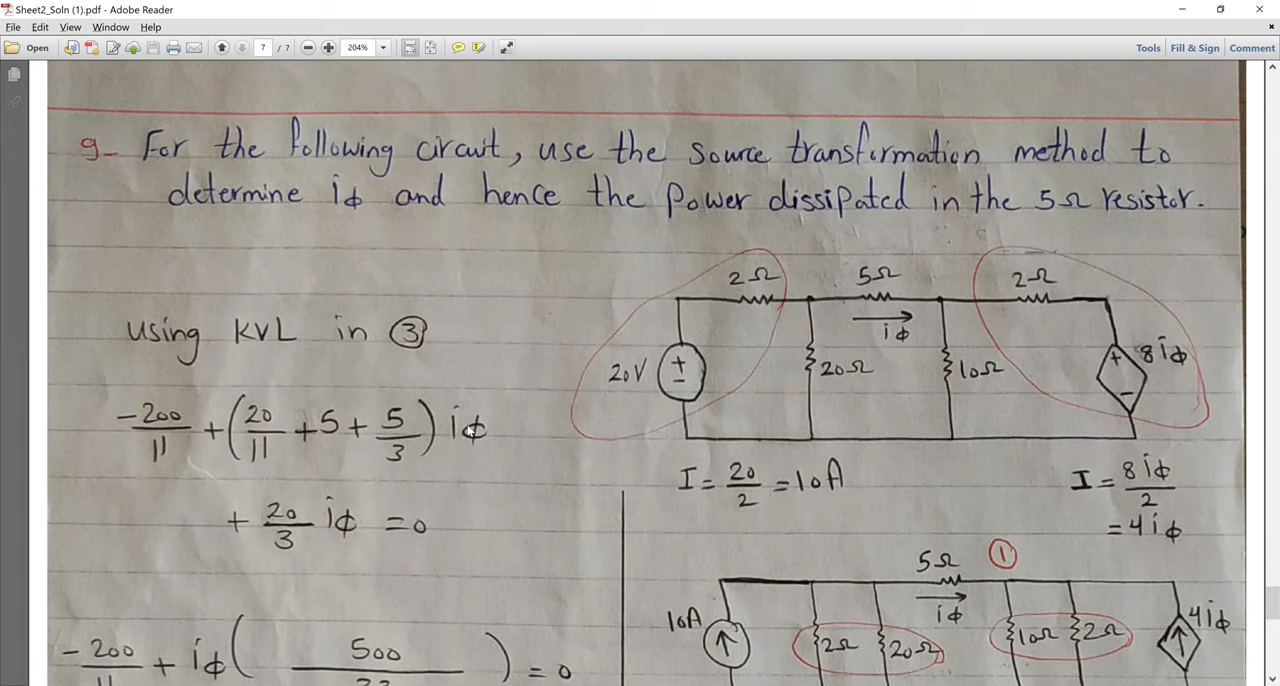 Sheet2_Soln (1).pdf - Adobe Reader
File Edit View Window Help
Open 7 / 7 204% Tools Fill & Sign Comment
9- For the following circuit, use the source transformation method to
determine iϕ and hence the power dissipated in the 5Ω resistor.
using KVL in ③
-200/11 + (20/11 + 5 + 5/3) iϕ
+ 20/3 iϕ = 0
-200/11 + iϕ ( 500/33 ) = 0
2Ω 5Ω 2Ω
iϕ
20V + - 20Ω 10Ω + - 8iϕ
I = 20/2 = 10A
I = 8iϕ/2
= 4iϕ
5Ω ①
iϕ
10A 2Ω 20Ω 10Ω 2Ω 4iϕ